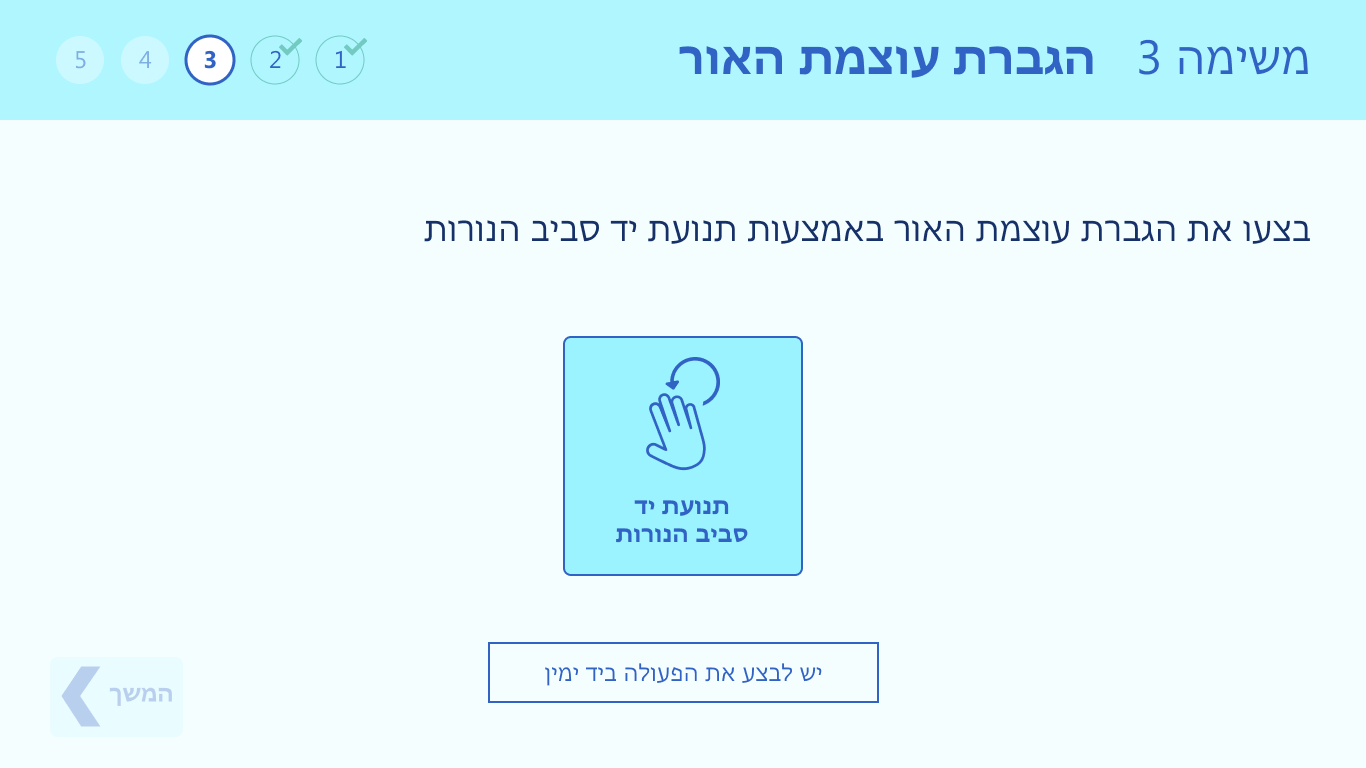 משימה 3 הגברת עוצמת האור
1 2 3 4 5
בצעו את הגברת עוצמת האור באמצעות תנועת יד סביב הנורות
תנועת יד
סביב הנורות
יש לבצע את הפעולה ביד ימין
המשך